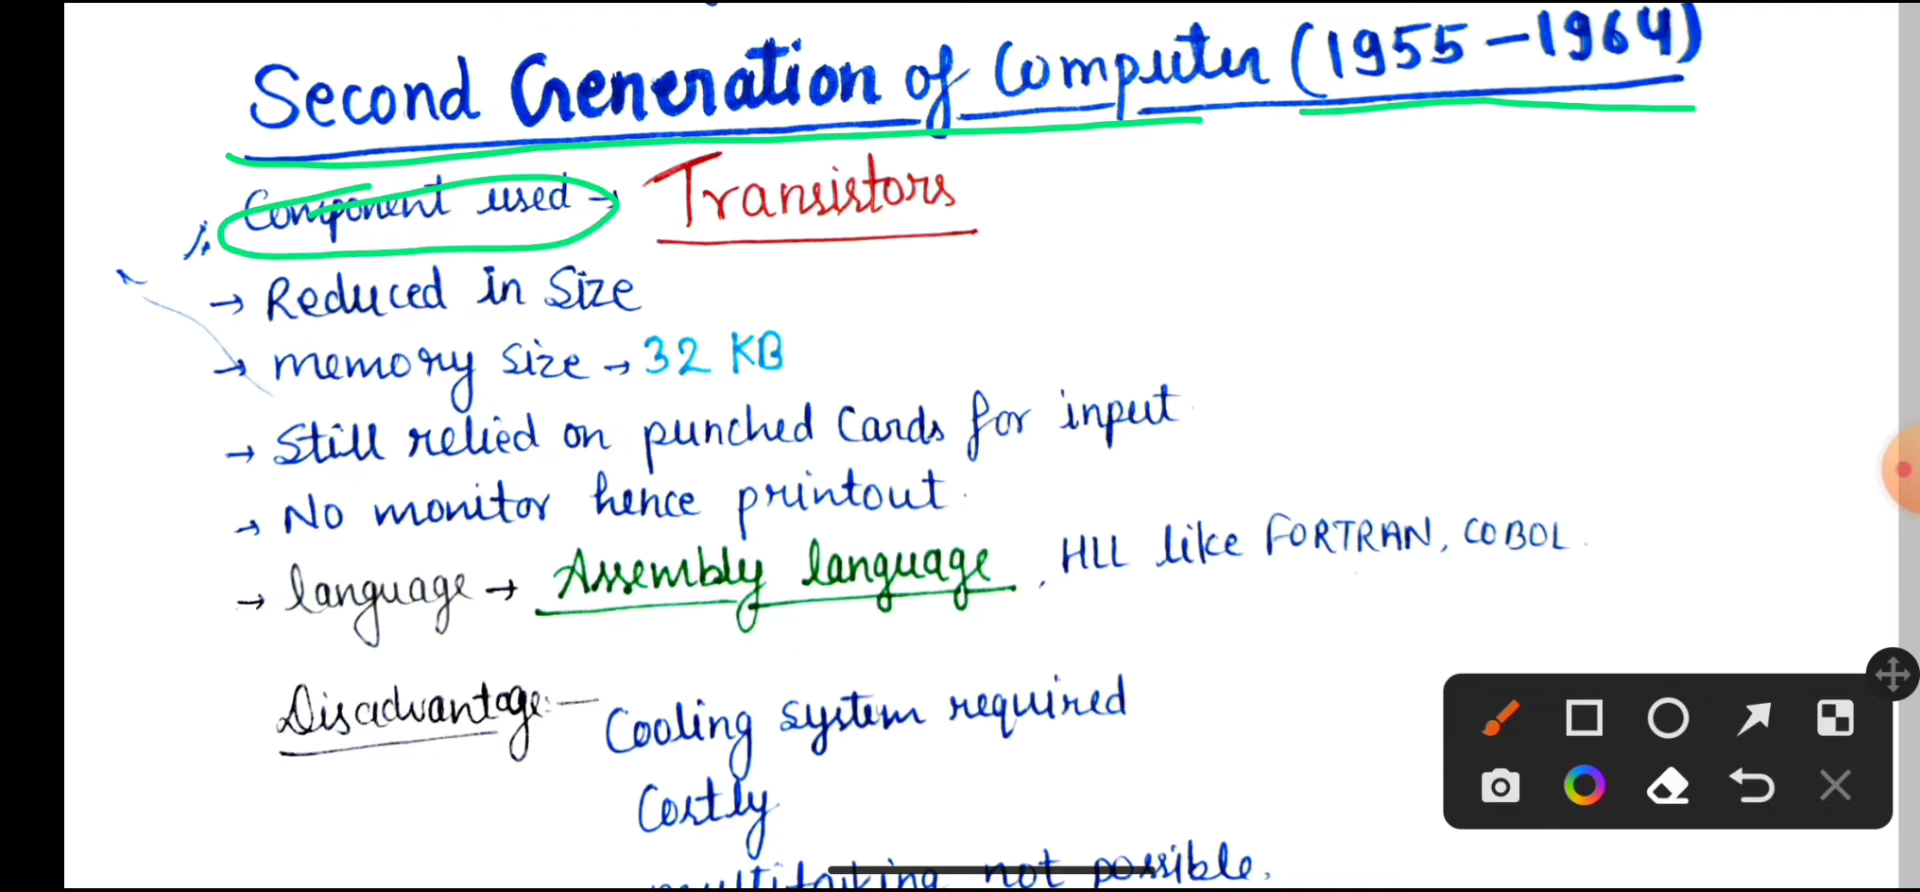 Second Generation of Computer (1955-1964)
Component used → Transistors
→ Reduced in Size
→ memory size → 32 KB
→ Still relied on punched Cards for input
→ No monitor hence printout
→ language → Assembly language, HLL like FORTRAN, COBOL.
Disadvantage:— Cooling system required
Costly
multitasking not possible.